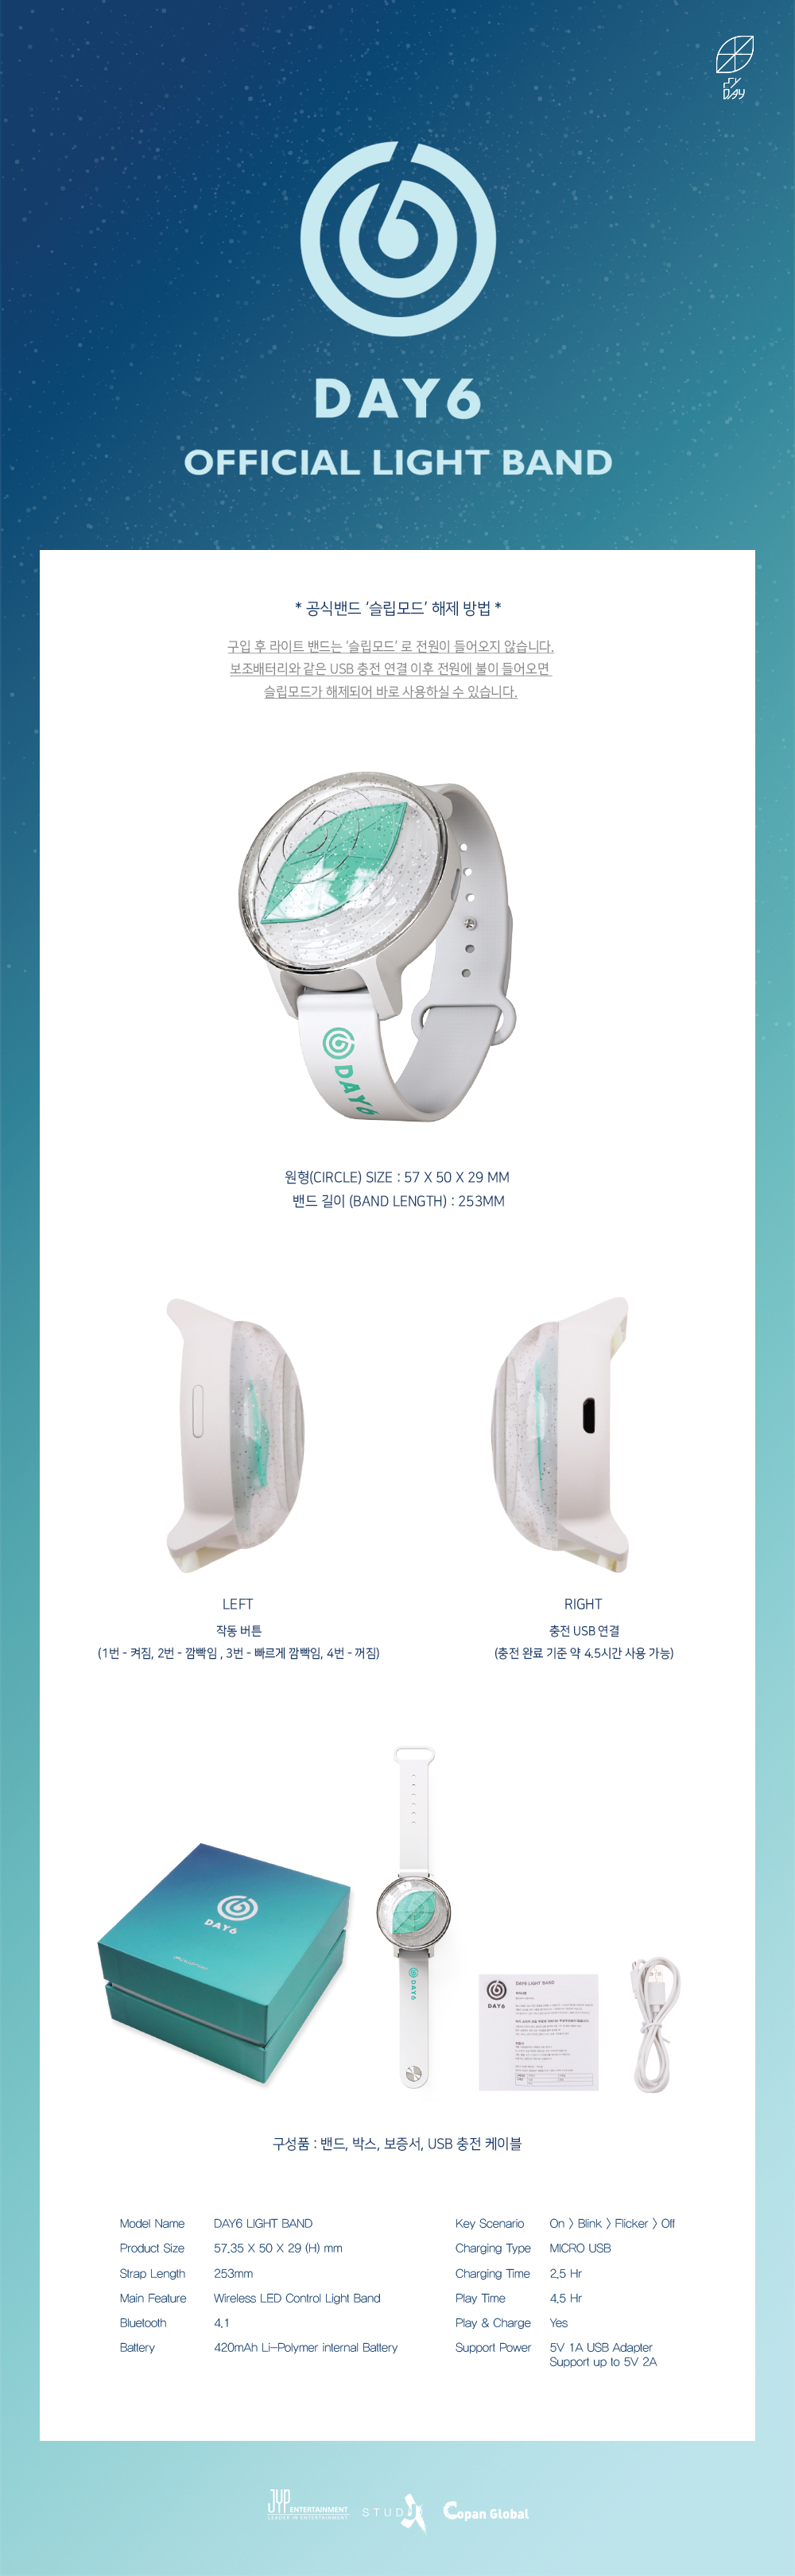 MY
DAY
DAY6
OFFICIAL LIGHT BAND
* 공식밴드 ‘슬립모드’ 해제 방법 *
구입 후 라이트 밴드는 ‘슬립모드’ 로 전원이 들어오지 않습니다.
보조배터리와 같은 USB 충전 연결 이후 전원에 불이 들어오면
슬립모드가 해제되어 바로 사용하실 수 있습니다.
DAY6
원형(CIRCLE) SIZE : 57 X 50 X 29 MM
밴드 길이 (BAND LENGTH) : 253MM
LEFT
작동 버튼
(1번 - 켜짐, 2번 - 깜빡임 , 3번 - 빠르게 깜빡임, 4번 - 꺼짐)
RIGHT
충전 USB 연결
(충전 완료 기준 약 4.5시간 사용 가능)
DAY6
DAY6
DAY6 LIGHT BAND
DAY6
구성품 : 밴드, 박스, 보증서, USB 충전 케이블
Model Name DAY6 LIGHT BAND
Product Size 57.35 X 50 X 29 (H) mm
Strap Length 253mm
Main Feature Wireless LED Control Light Band
Bluetooth 4.1
Battery 420mAh Li-Polymer internal Battery
Key Scenario On > Blink > Flicker > Off
Charging Type MICRO USB
Charging Time 2.5 Hr
Play Time 4.5 Hr
Play & Charge Yes
Support Power 5V 1A USB Adapter
Support up to 5V 2A
JYP ENTERTAINMENT
LEADER IN ENTERTAINMENT
STUDIO J
Copan Global